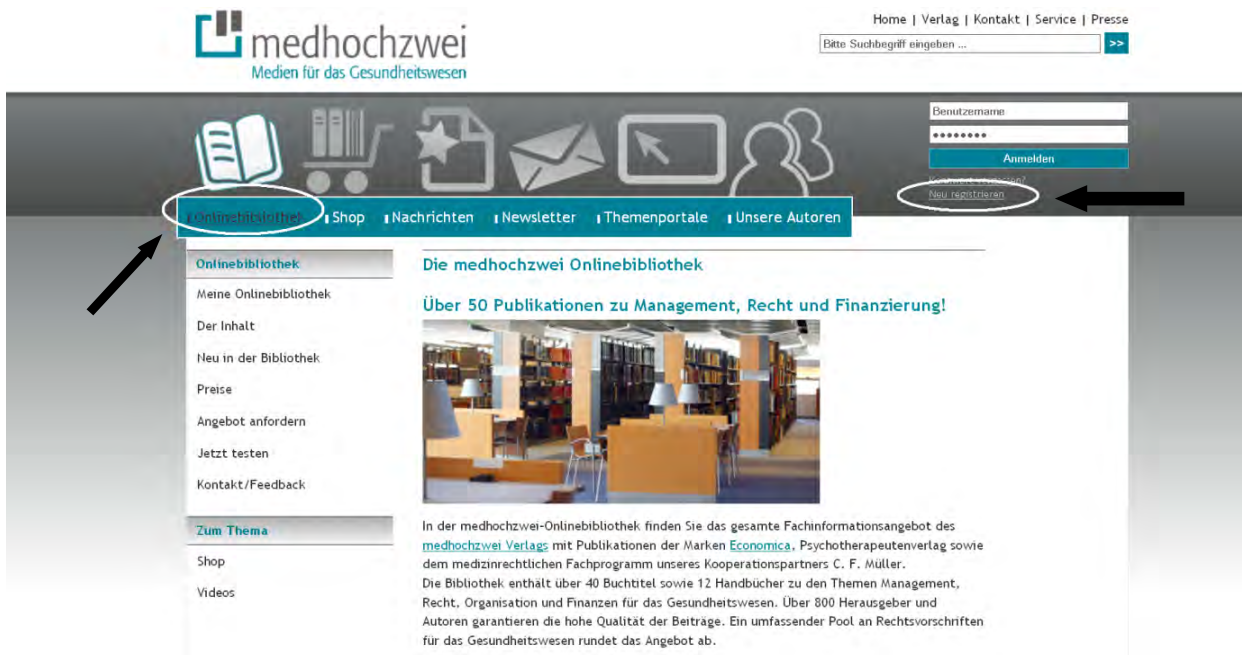 medhochzwei
Medien für das Gesundheitswesen
Home | Verlag | Kontakt | Service | Presse
Bitte Suchbegriff eingeben ... >>
Benutzername
Anmelden
Kennwort vergessen?
Neu registrieren
Onlinebibliothek Shop Nachrichten Newsletter Themenportale Unsere Autoren
Onlinebibliothek
Meine Onlinebibliothek
Der Inhalt
Neu in der Bibliothek
Preise
Angebot anfordern
Jetzt testen
Kontakt/Feedback
Zum Thema
Shop
Videos
Die medhochzwei Onlinebibliothek
Über 50 Publikationen zu Management, Recht und Finanzierung!
In der medhochzwei-Onlinebibliothek finden Sie das gesamte Fachinformationsangebot des
medhochzwei Verlags mit Publikationen der Marken Economica, Psychotherapeutenverlag sowie
dem medizinrechtlichen Fachprogramm unseres Kooperationspartners C. F. Müller.
Die Bibliothek enthält über 40 Buchtitel sowie 12 Handbücher zu den Themen Management,
Recht, Organisation und Finanzen für das Gesundheitswesen. Über 800 Herausgeber und
Autoren garantieren die hohe Qualität der Beiträge. Ein umfassender Pool an Rechtsvorschriften
für das Gesundheitswesen rundet das Angebot ab.